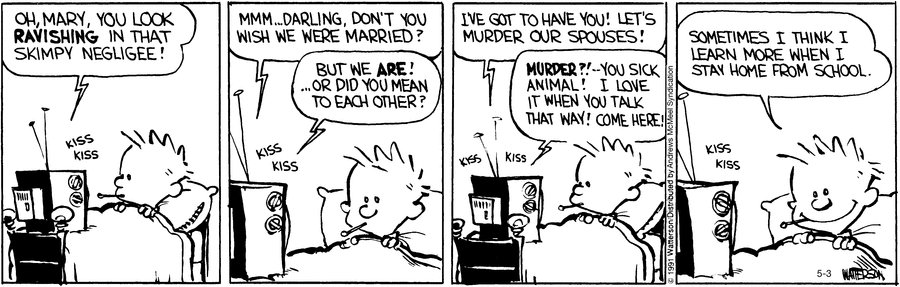 OH, MARY, YOU LOOK
RAVISHING IN THAT
SKIMPY NEGLIGEE!
KISS
KISS
MMM...DARLING, DON'T YOU
WISH WE WERE MARRIED?
BUT WE ARE!
...OR DID YOU MEAN
TO EACH OTHER?
KISS
KISS
I'VE GOT TO HAVE YOU! LET'S
MURDER OUR SPOUSES!
MURDER?!--YOU SICK
ANIMAL! I LOVE
IT WHEN YOU TALK
THAT WAY! COME HERE!
KISS
KISS
© 1991 Watterson/Distributed by Andrews McMeel Syndication
SOMETIMES I THINK I
LEARN MORE WHEN I
STAY HOME FROM SCHOOL.
KISS
KISS
5-3
WATTERSON